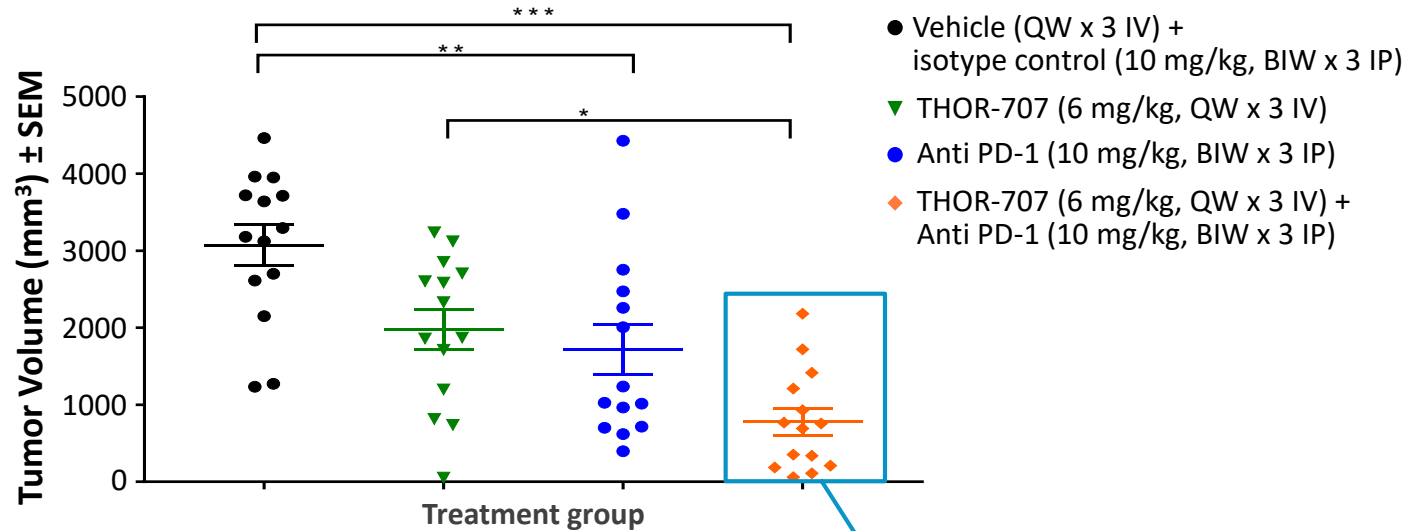 ***
**
*
Tumor Volume (mm³) ± SEM
5000
4000
3000
2000
1000
0
Treatment group
Vehicle (QW x 3 IV) +
isotype control (10 mg/kg, BIW x 3 IP)
THOR-707 (6 mg/kg, QW x 3 IV)
Anti PD-1 (10 mg/kg, BIW x 3 IP)
THOR-707 (6 mg/kg, QW x 3 IV) +
Anti PD-1 (10 mg/kg, BIW x 3 IP)